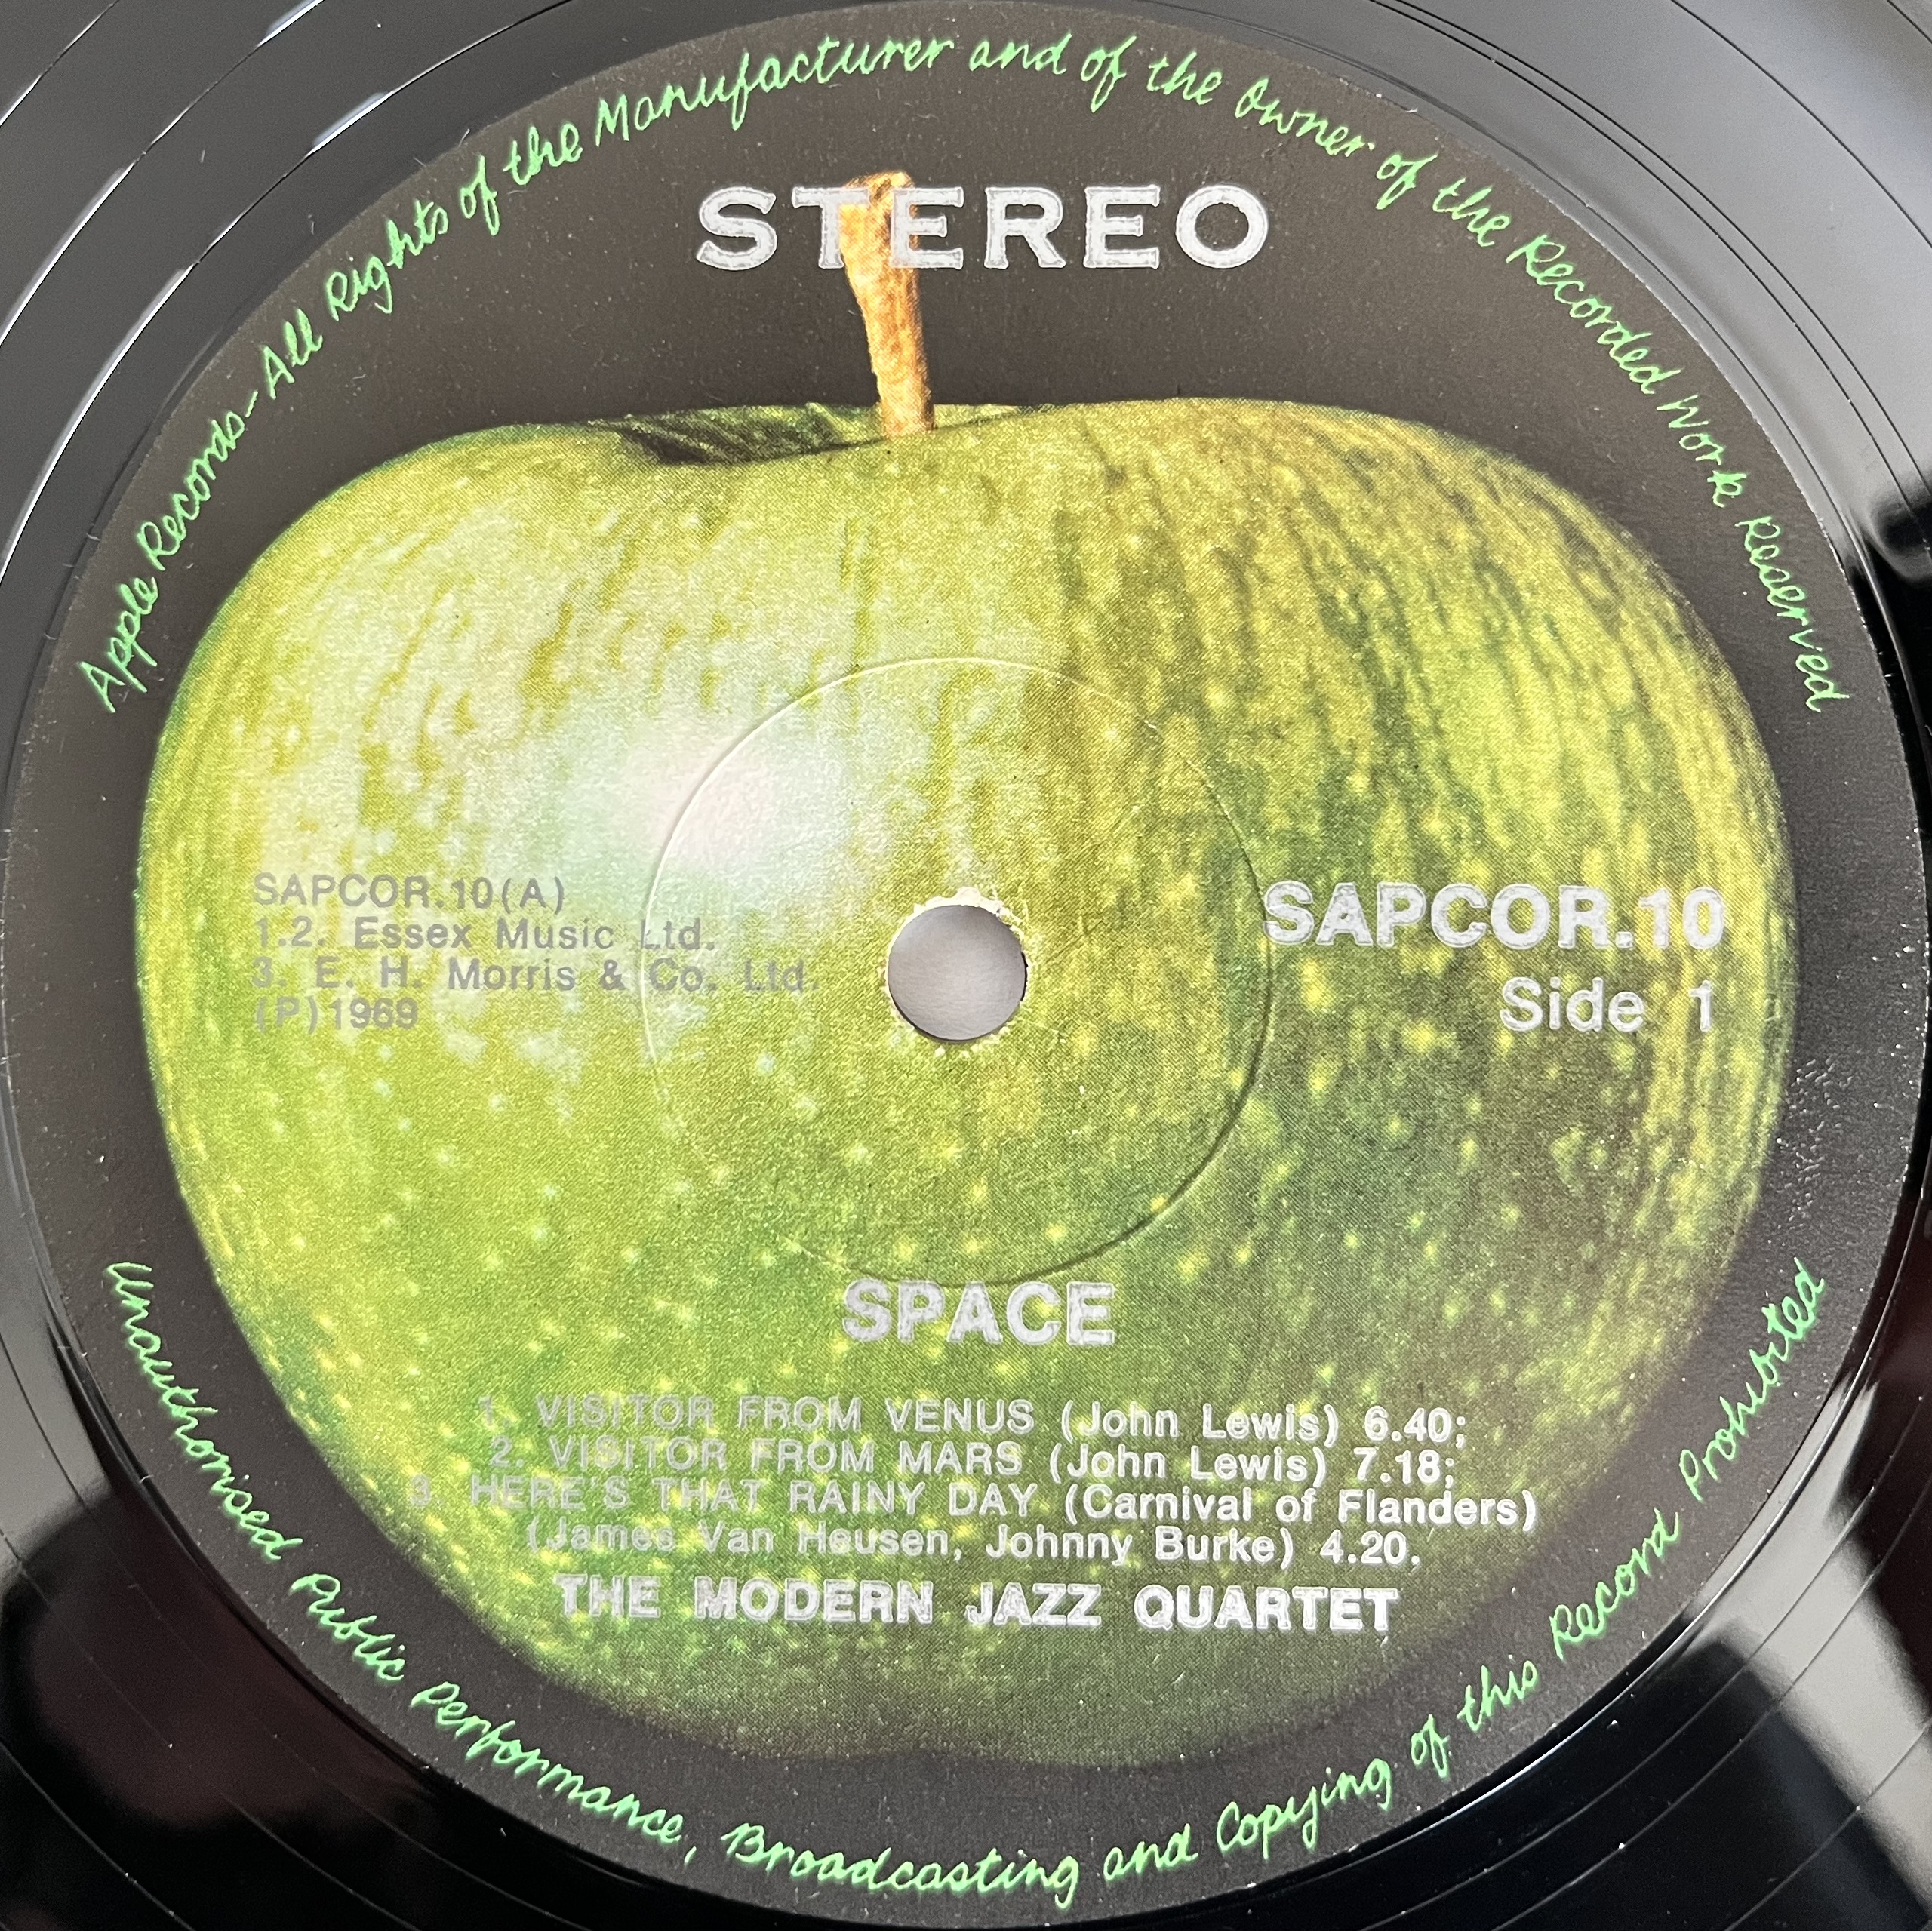 Apple Records - All Rights of the Manufacturer and of the Owner of the Recorded Work Reserved
STEREO
SAPCOR.10(A)
1.2. Essex Music Ltd.
3. E. H. Morris & Co. Ltd.
(P)1969
SAPCOR.10
Side 1
SPACE
1. VISITOR FROM VENUS (John Lewis) 6.40;
2. VISITOR FROM MARS (John Lewis) 7.18;
3. HERE'S THAT RAINY DAY (Carnival of Flanders)
(James Van Heusen, Johnny Burke) 4.20.
THE MODERN JAZZ QUARTET
Unauthorised Public Performance, Broadcasting and Copying of this Record Prohibited